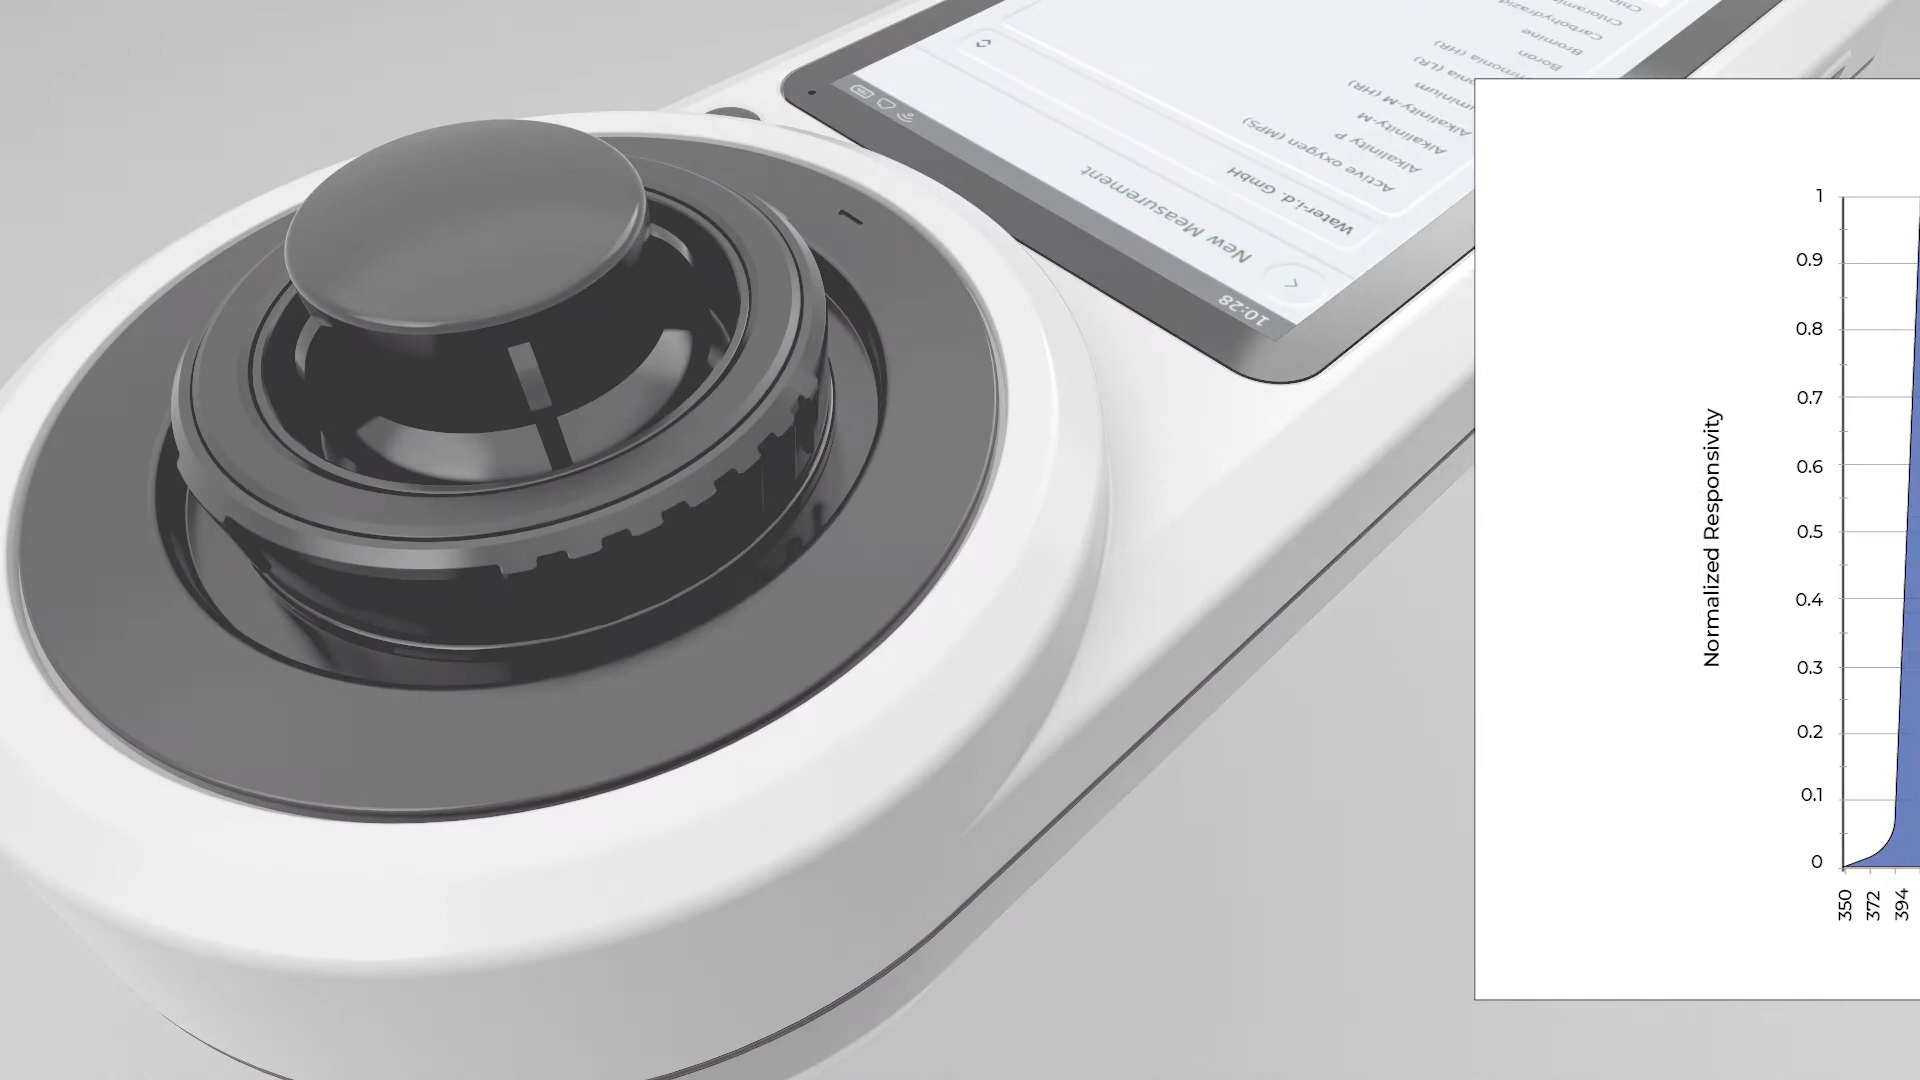 10:28
New Measurement
Water-i.d. GmbH
Active oxygen (MPS)
Alkalinity P
Alkalinity-M
Alkalinity-M (HR)
Boron
Bromine
Normalized Responsivity
1
0.9
0.8
0.7
0.6
0.5
0.4
0.3
0.2
0.1
0
350
372
394